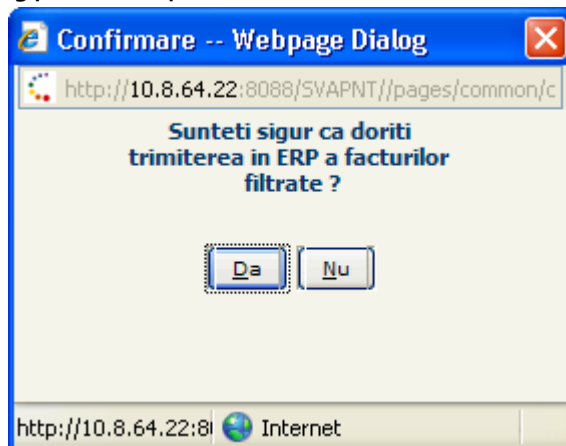 Confirmare -- Webpage Dialog
http://10.8.64.22:8088/SVAPNT//pages/common/c
Sunteti sigur ca doriti
trimiterea in ERP a facturilor
filtrate ?
Da Nu
http://10.8.64.22:8 Internet